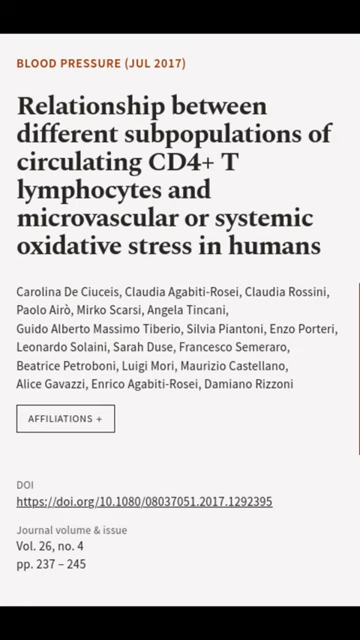 BLOOD PRESSURE (JUL 2017)
Relationship between
different subpopulations of
circulating CD4+ T
lymphocytes and
microvascular or systemic
oxidative stress in humans
Carolina De Ciuceis, Claudia Agabiti-Rosei, Claudia Rossini,
Paolo Airò, Mirko Scarsi, Angela Tincani,
Guido Alberto Massimo Tiberio, Silvia Piantoni, Enzo Porteri,
Leonardo Solaini, Sarah Duse, Francesco Semeraro,
Beatrice Petroboni, Luigi Mori, Maurizio Castellano,
Alice Gavazzi, Enrico Agabiti-Rosei, Damiano Rizzoni
AFFILIATIONS +
DOI
https://doi.org/10.1080/08037051.2017.1292395
Journal volume & issue
Vol. 26, no. 4
pp. 237 – 245